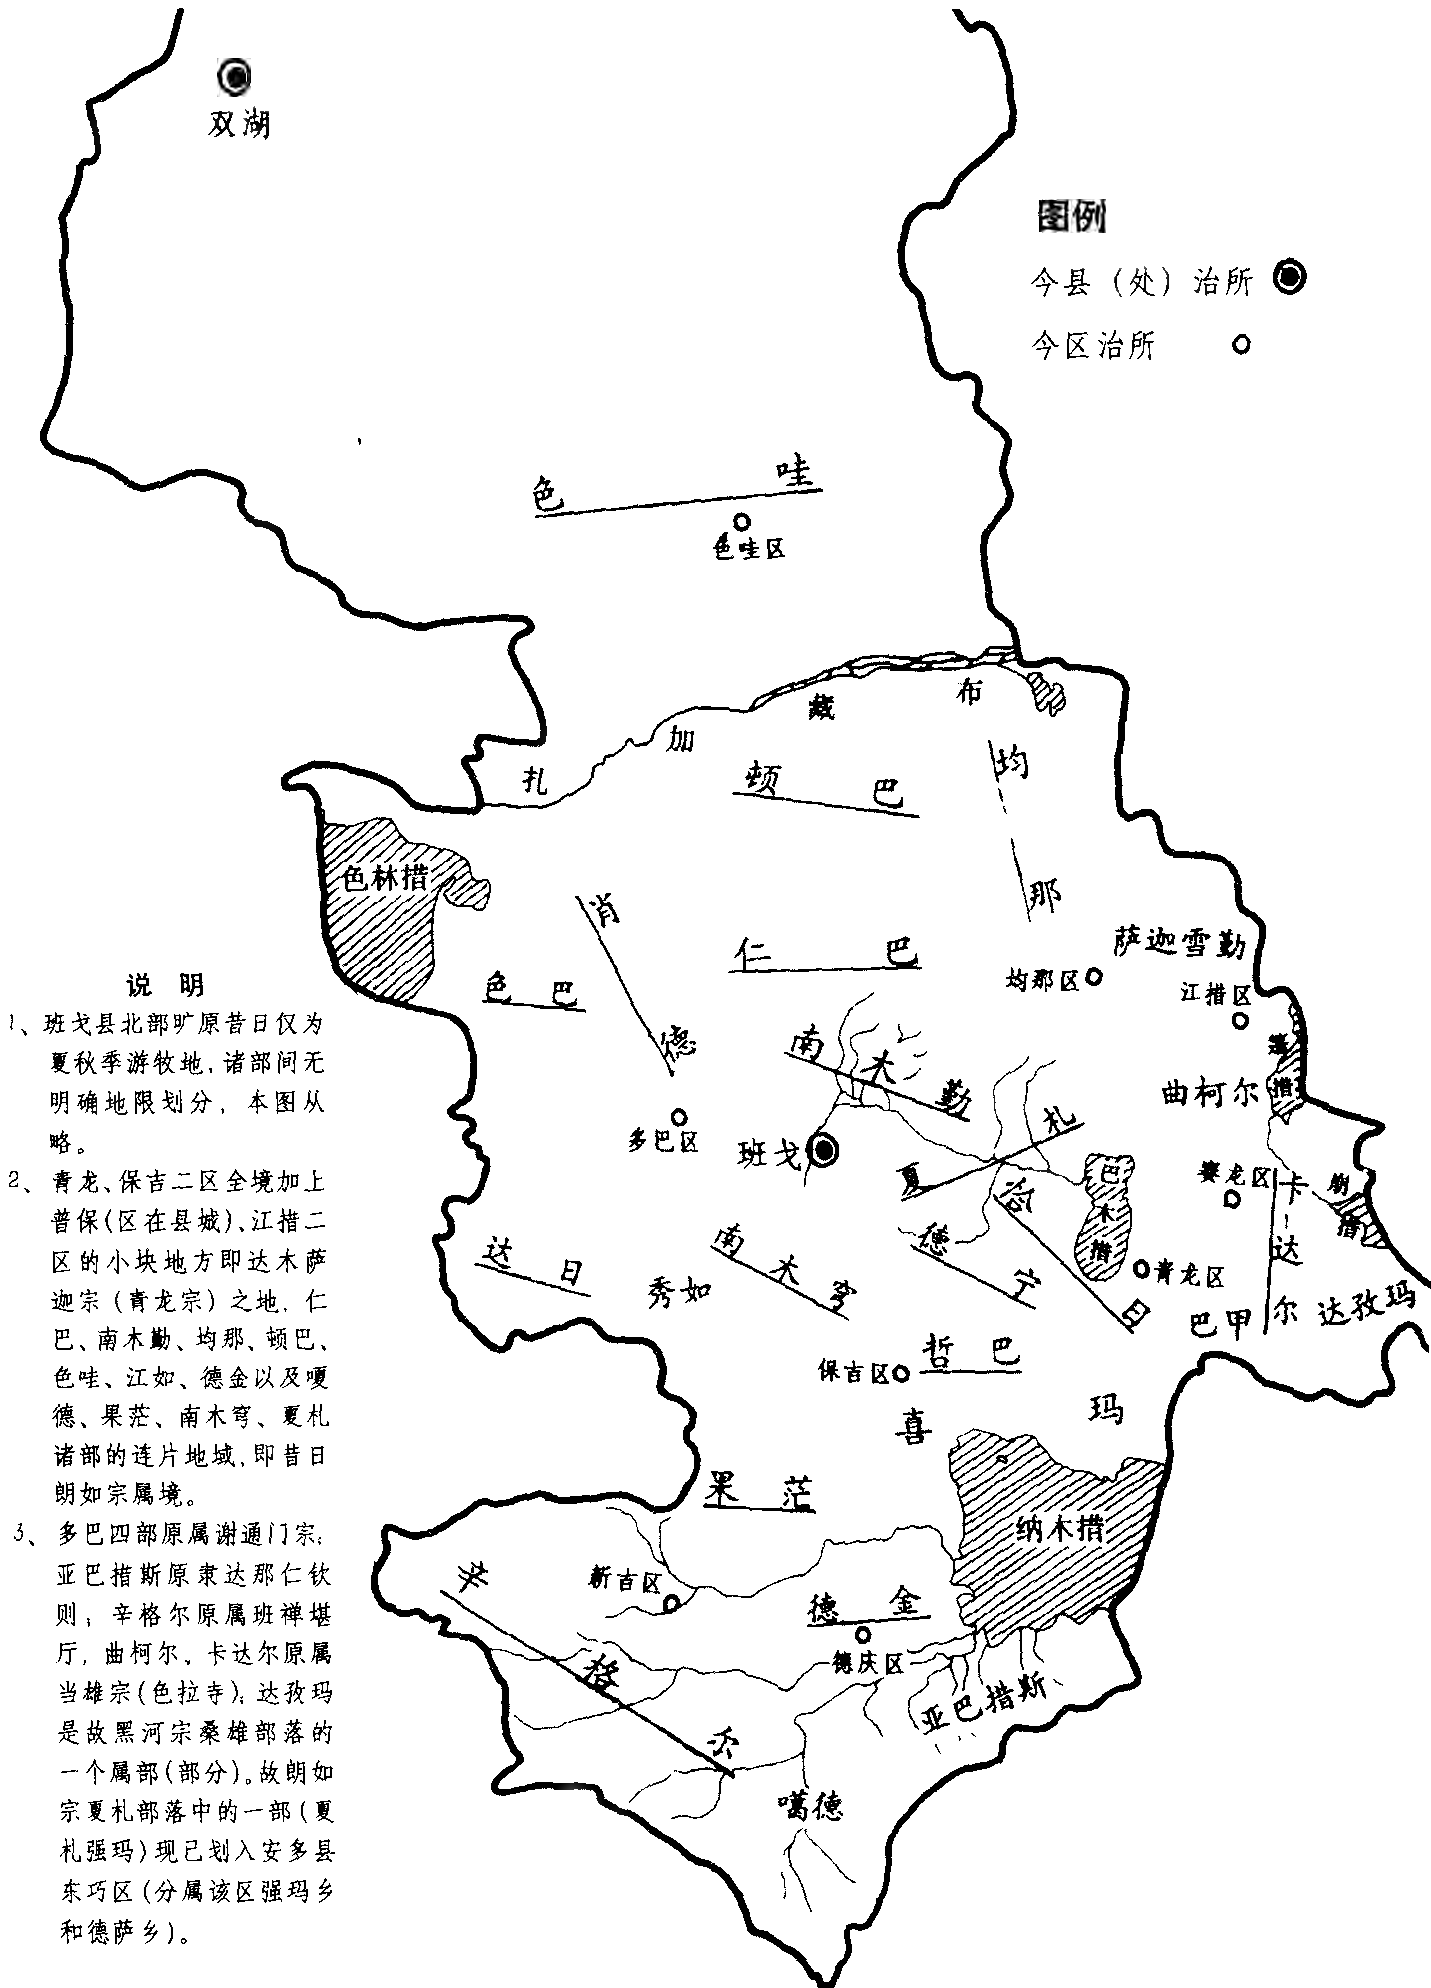 双湖
图例
今县（处）治所
今区治所
色 哇
色哇区
扎 加 藏 布
顿 巴
均 那
色林措
肖 德
仁 巴
色 巴
萨迦雪勤
均那区
江措区
蓬措
南木勤
曲柯尔
多巴区
班戈
夏札
巴木措
赛龙区
卡达尔
达日
秀如
南木穹
德宁
青龙区
巴甲
达孜玛
保吉区
哲巴
喜 玛
果 茫
纳木措
新吉区
辛格尔
德 金
德庆区
亚巴措斯
噶德
说 明
1、班戈县北部旷原昔日仅为
夏秋季游牧地，诸部间无
明确地限划分，本图从
略。
2、青龙、保吉二区全境加上
普保(区在县城)、江措二
区的小块地方即达木萨
迦宗（青龙宗）之地．仁
巴、南木勤、均那、顿巴、
色哇、江如、德金以及嘎
德、果茫、南木穹、夏札
诸部的连片地域，即昔日
朗如宗属境。
3、多巴四部原属谢通门宗；
亚巴措斯原隶达那仁钦
则；辛格尔原属班禅堪
厅，曲柯尔、卡达尔原属
当雄宗(色拉寺)；达孜玛
是故黑河宗桑雄部落的
一个属部(部分)。故朗如
宗夏札部落中的一部(夏
札强玛)现已划入安多县
东巧区(分属该区强玛乡
和德萨乡)。